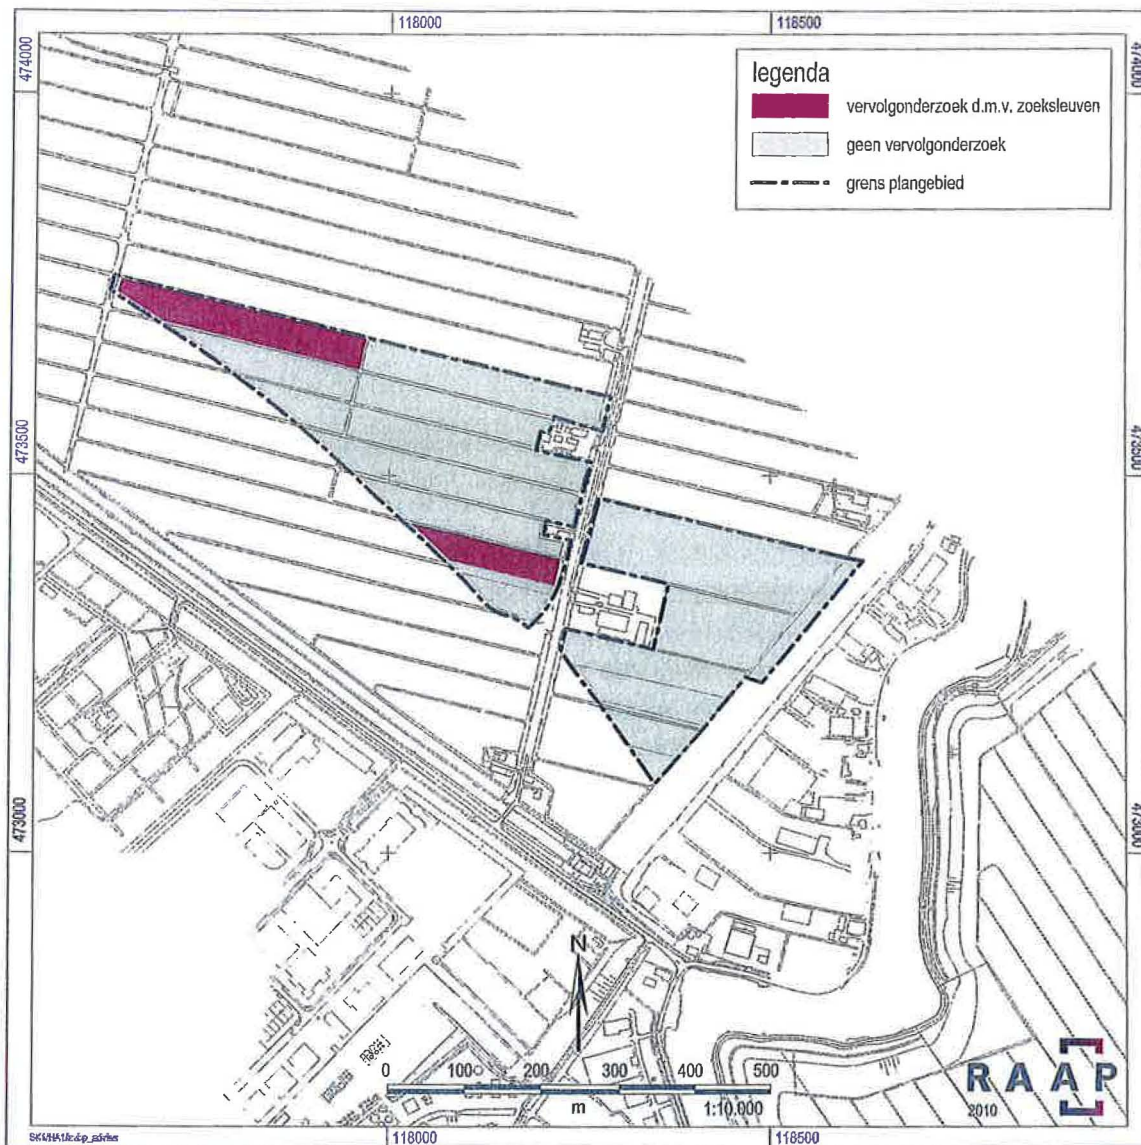 118000
118500
474000
474000
legenda
vervolgonderzoek d.m.v. zoeksleuven
geen vervolgonderzoek
grens plangebied
473500
473500
473000
473000
N
0 100 200 300 400 500
m 1:10.000
RAAP
2010
118000
118500